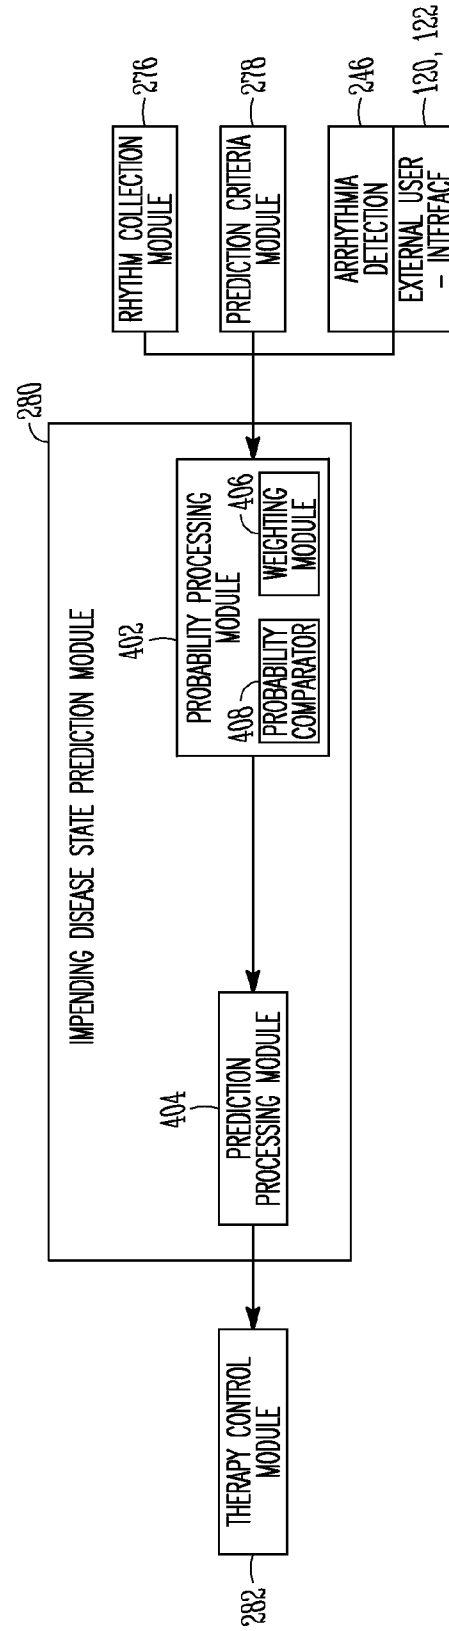 276
RHYTHM COLLECTION
MODULE
278
PREDICTION CRITERIA
MODULE
246
ARRHYTHMIA
DETECTION
120, 122
EXTERNAL USER
– INTERFACE
280
IMPENDING DISEASE STATE PREDICTION MODULE
402
PROBABILITY PROCESSING
MODULE
406
WEIGHTING
MODULE
408
PROBABILITY
COMPARATOR
404
PREDICTION
PROCESSING MODULE
THERAPY CONTROL
MODULE
282